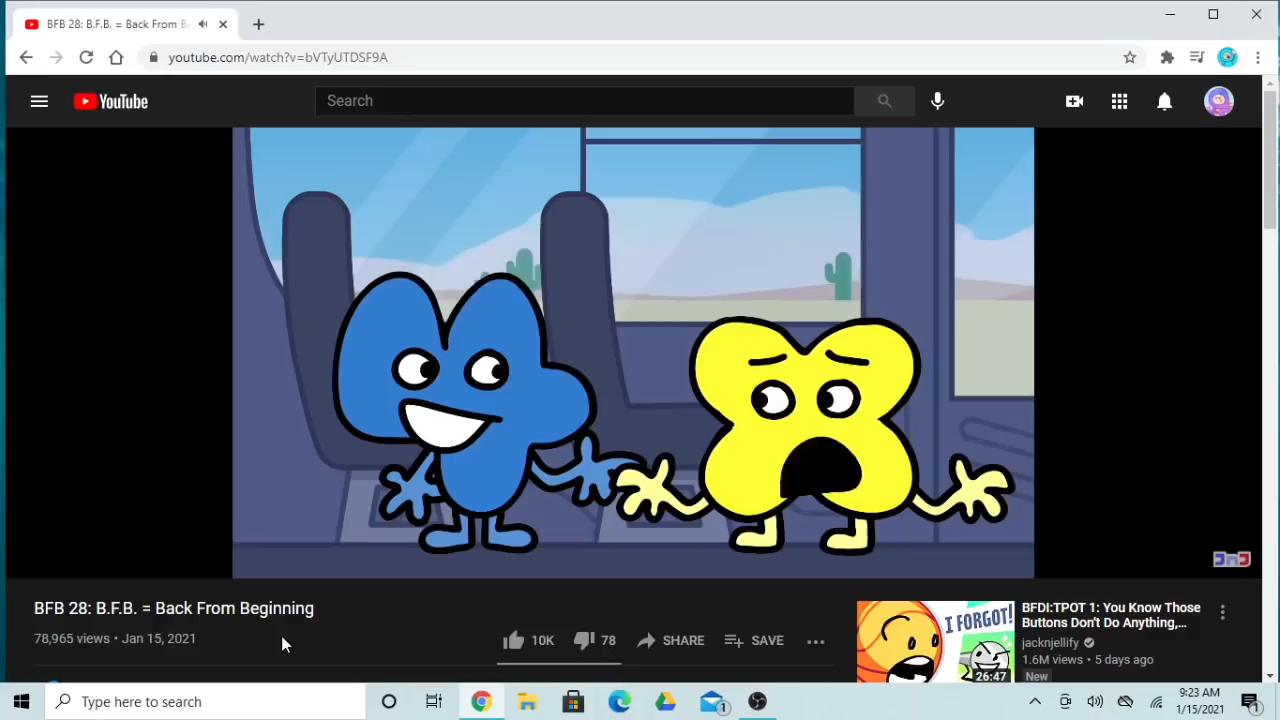 BFB 28: B.F.B. = Back From B
youtube.com/watch?v=bVTyUTDSF9A
YouTube
Search
BFB 28: B.F.B. = Back From Beginning
78,965 views • Jan 15, 2021
10K
78
SHARE
SAVE
I FORGOT!
26:47
BFDI:TPOT 1: You Know Those
Buttons Don't Do Anything,...
jacknjellify
1.6M views • 5 days ago
New
Type here to search
1
9:23 AM
1/15/2021
1